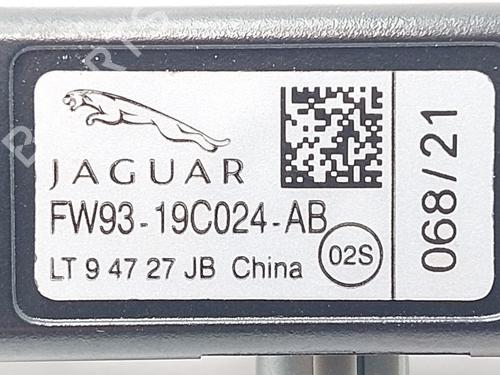 JAGUAR
FW93-19C024-AB
02S
LT 9 47 27 JB China
068/21